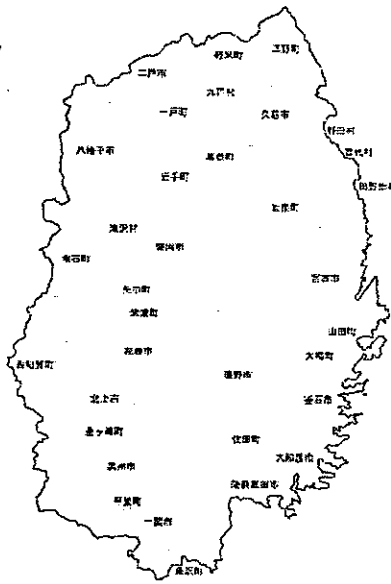 軽米町
洋野町
二戸市
九戸村
一戸町
久慈市
野田村
普代村
八幡平市
葛巻町
田野畑村
岩手町
岩泉町
滝沢村
盛岡市
雫石町
宮古市
矢巾町
紫波町
山田町
花巻市
大槌町
西和賀町
遠野市
北上市
釜石市
金ヶ崎町
住田町
奥州市
大船渡市
陸前高田市
平泉町
一関市
藤沢町